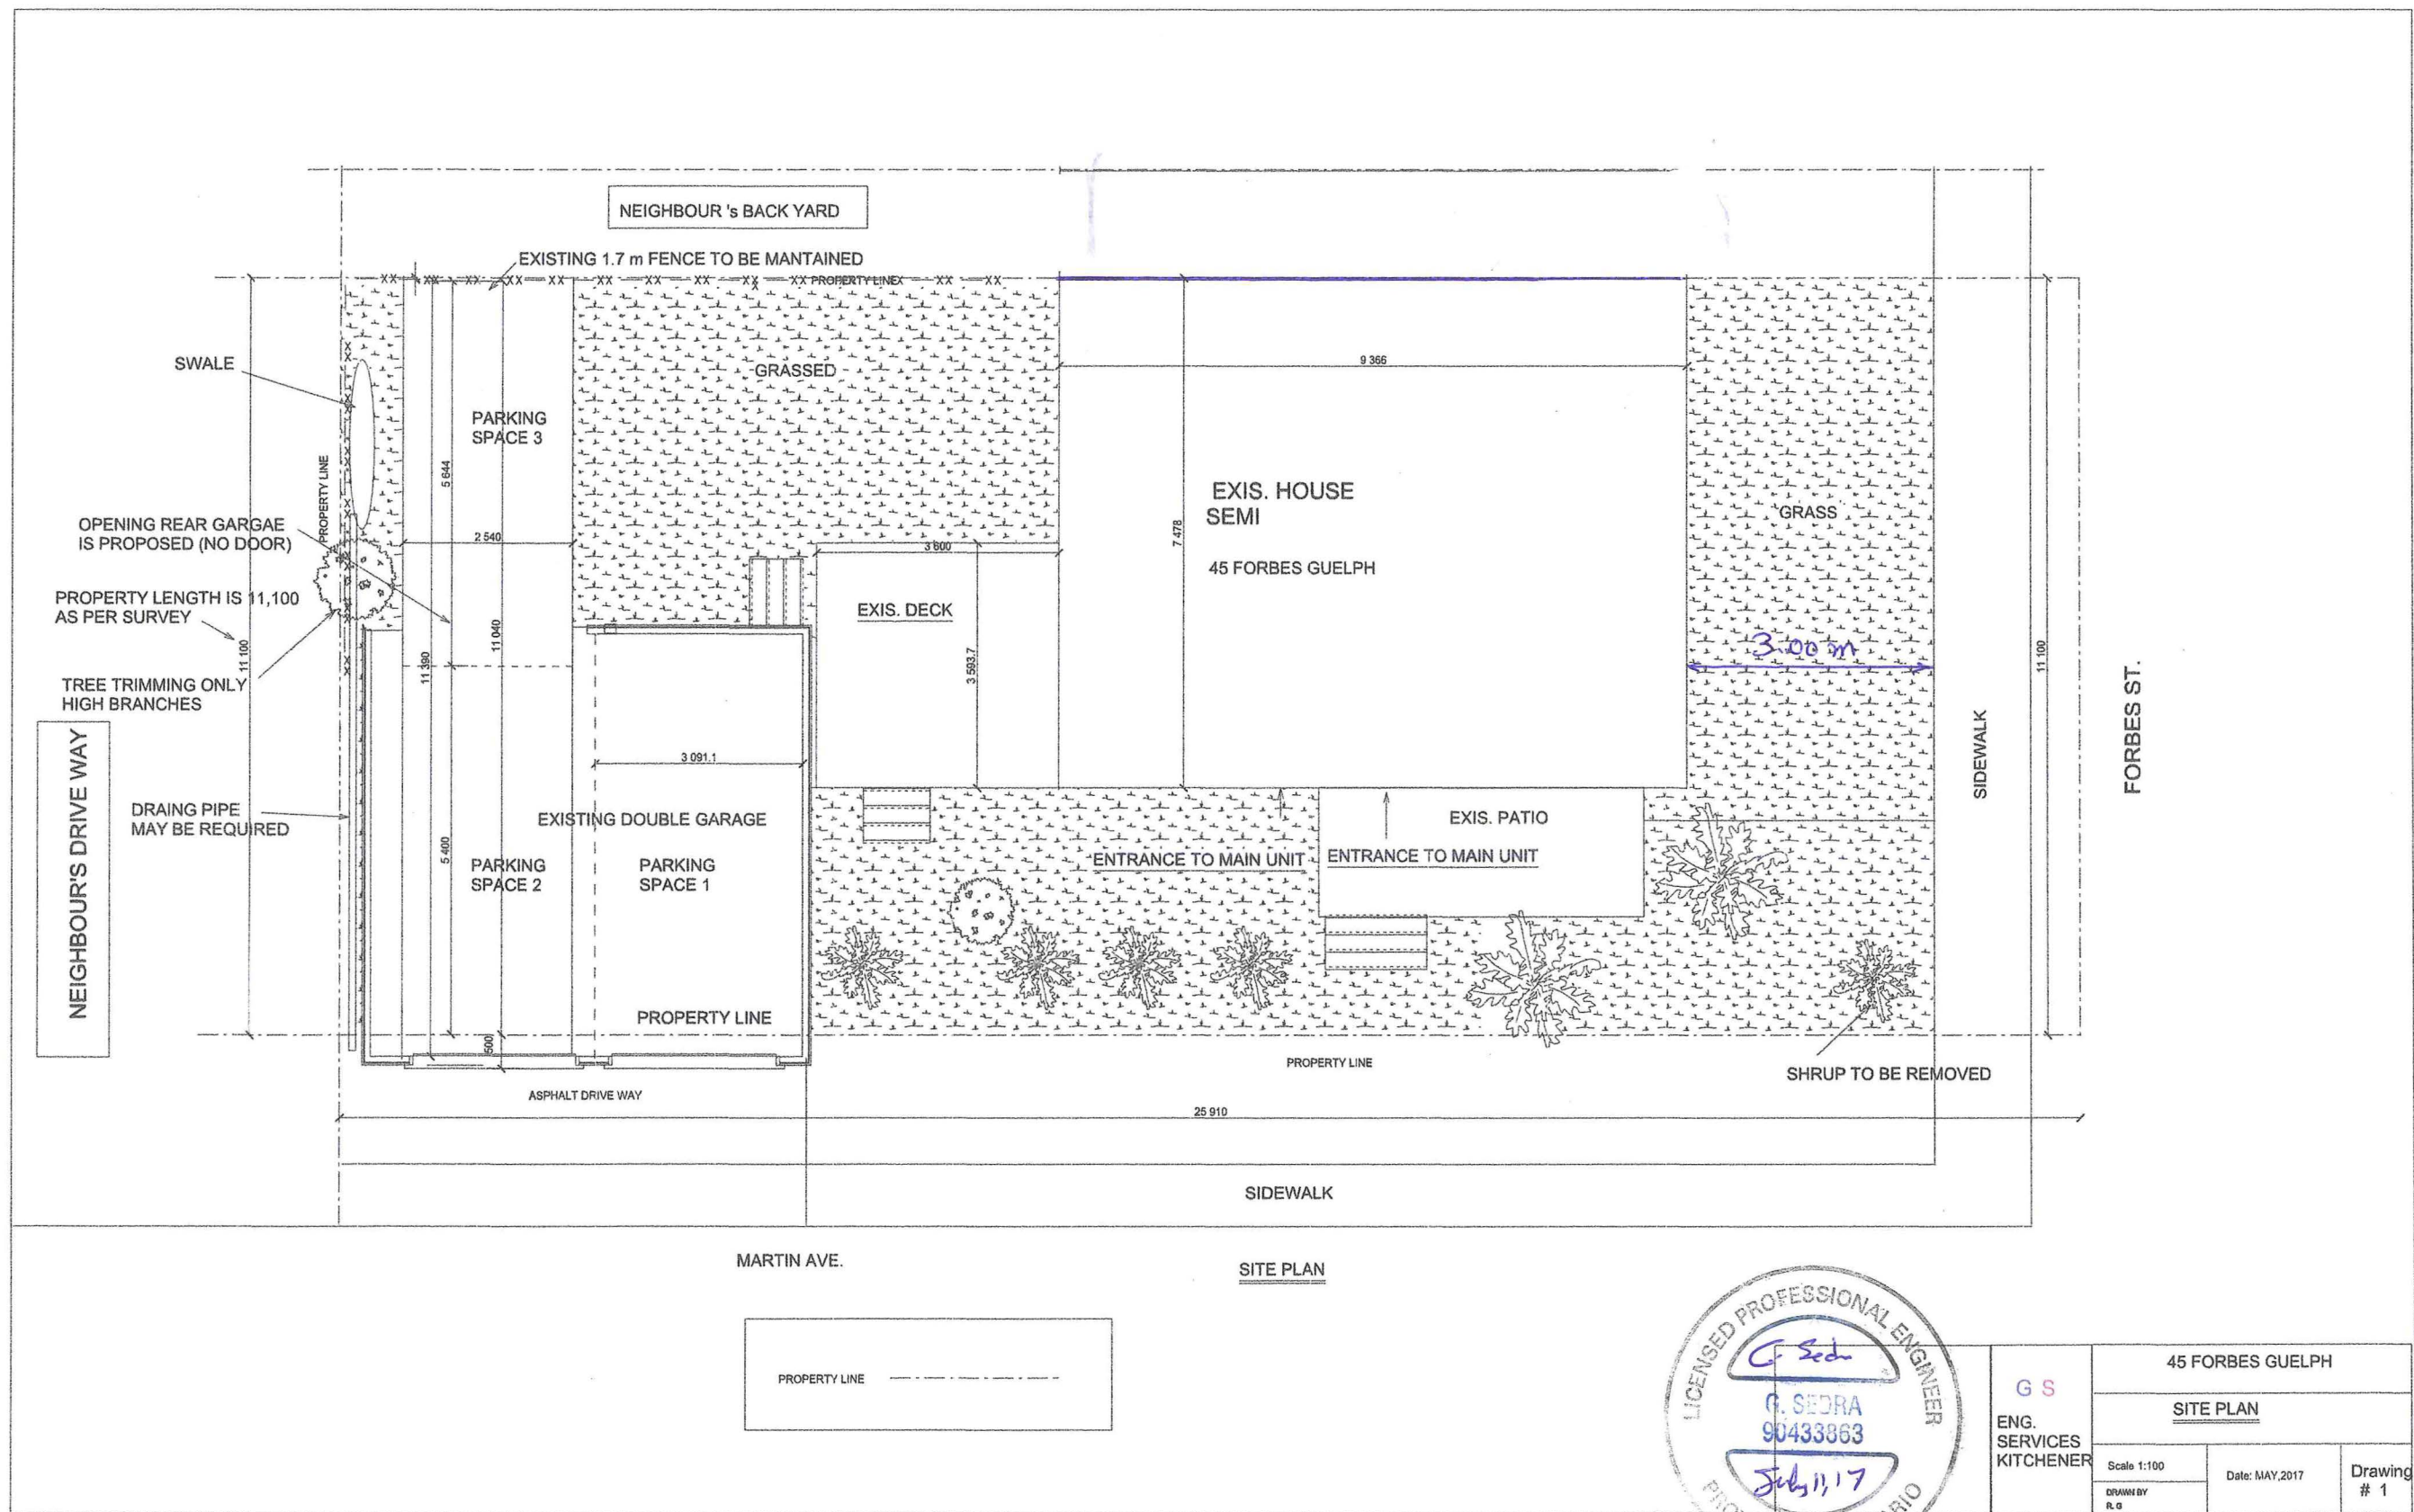 NEIGHBOUR 's BACK YARD
EXISTING 1.7 m FENCE TO BE MANTAINED
PROPERTY LINE
SWALE
GRASSED
9 366
PARKING
SPACE 3
5 644
PROPERTY LINE
EXIS. HOUSE
SEMI
45 FORBES GUELPH
7 478
GRASS
OPENING REAR GARGAE
IS PROPOSED (NO DOOR)
2 540
3 600
PROPERTY LENGTH IS 11,100
AS PER SURVEY
EXIS. DECK
11 100
11 390
11 040
3 593.7
3.00 m
11 100
TREE TRIMMING ONLY
HIGH BRANCHES
FORBES ST.
SIDEWALK
NEIGHBOUR'S DRIVE WAY
3 091.1
DRAING PIPE
MAY BE REQUIRED
EXISTING DOUBLE GARAGE
5 400
PARKING
SPACE 2
PARKING
SPACE 1
EXIS. PATIO
ENTRANCE TO MAIN UNIT
ENTRANCE TO MAIN UNIT
PROPERTY LINE
500
PROPERTY LINE
SHRUP TO BE REMOVED
ASPHALT DRIVE WAY
25 910
SIDEWALK
MARTIN AVE.
SITE PLAN
PROPERTY LINE
LICENSED PROFESSIONAL ENGINEER
G. SEDRA
90433863
July 11, 17
G S
ENG.
SERVICES
KITCHENER
45 FORBES GUELPH
SITE PLAN
Scale 1:100
DRAWN BY
R. G
Date: MAY,2017
Drawing
# 1